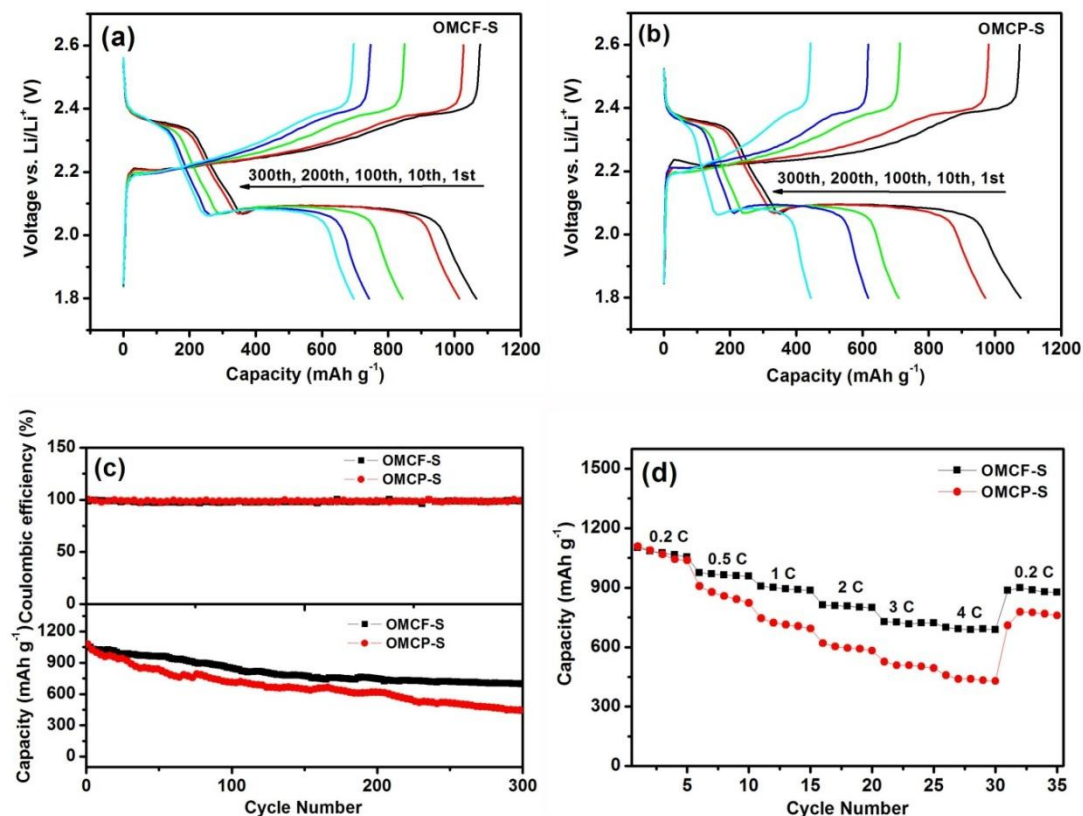 (a)
OMCF-S
2.6
2.4
2.2
2.0
1.8
Voltage vs. Li/Li⁺ (V)
300th, 200th, 100th, 10th, 1st
0 200 400 600 800 1000 1200
Capacity (mAh g⁻¹)
(b)
OMCP-S
2.6
2.4
2.2
2.0
1.8
Voltage vs. Li/Li⁺ (V)
300th, 200th, 100th, 10th, 1st
0 200 400 600 800 1000 1200
Capacity (mAh g⁻¹)
(c)
OMCF-S
OMCP-S
150
100
50
0
Coulombic efficiency (%)
OMCF-S
OMCP-S
1200
900
600
300
0
Capacity (mAh g⁻¹)
0 100 200 300
Cycle Number
(d)
OMCF-S
OMCP-S
1500
1200
900
600
300
0
Capacity (mAh g⁻¹)
0.2 C
0.5 C
1 C
2 C
3 C
4 C
0.2 C
5 10 15 20 25 30 35
Cycle Number